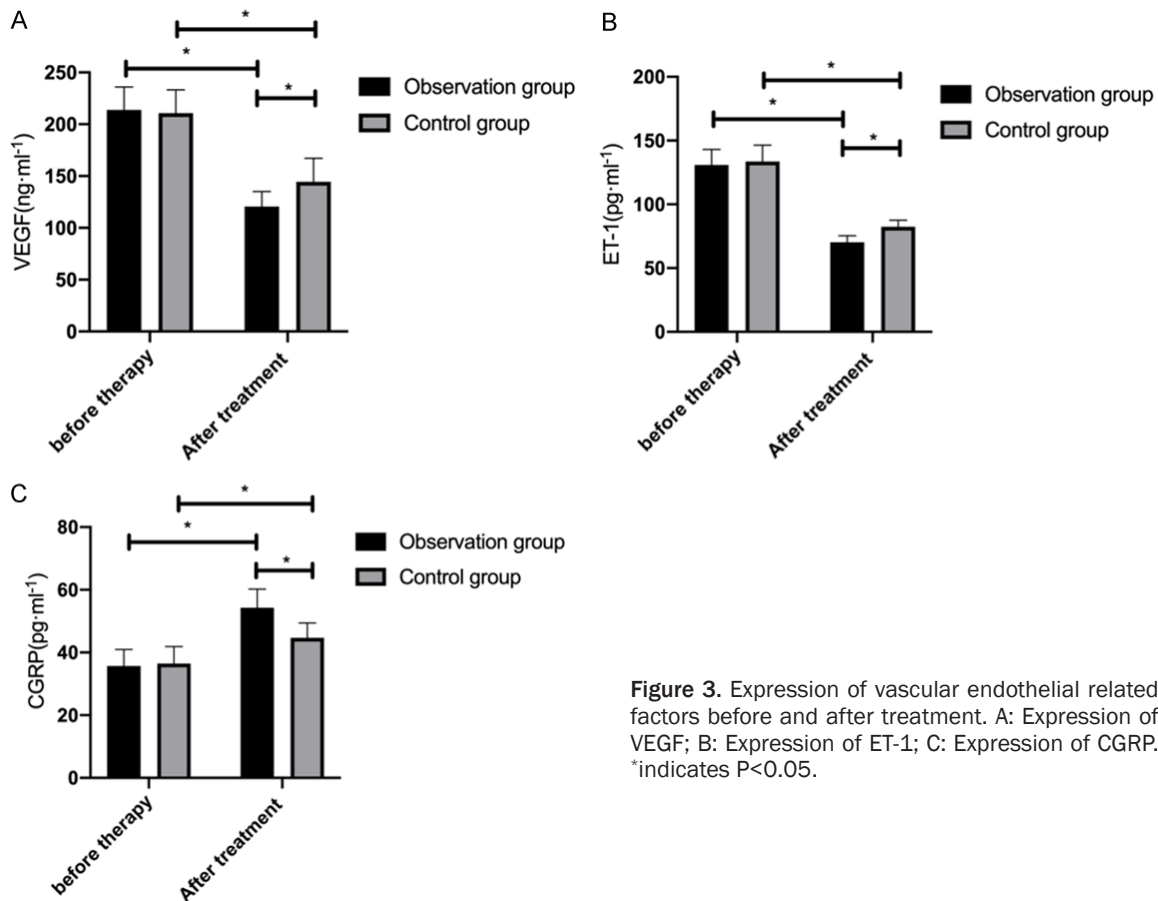 A
*
*
*
250
200
150
100
50
0
VEGF(ng·ml-1)
before therapy
After treatment
Observation group
Control group
B
*
*
*
200
150
100
50
0
ET-1(pg·ml-1)
before therapy
After treatment
Observation group
Control group
C
*
*
*
80
60
40
20
0
CGRP(pg·ml-1)
before therapy
After treatment
Observation group
Control group
Figure 3. Expression of vascular endothelial related
factors before and after treatment. A: Expression of
VEGF; B: Expression of ET-1; C: Expression of CGRP.
*indicates P<0.05.